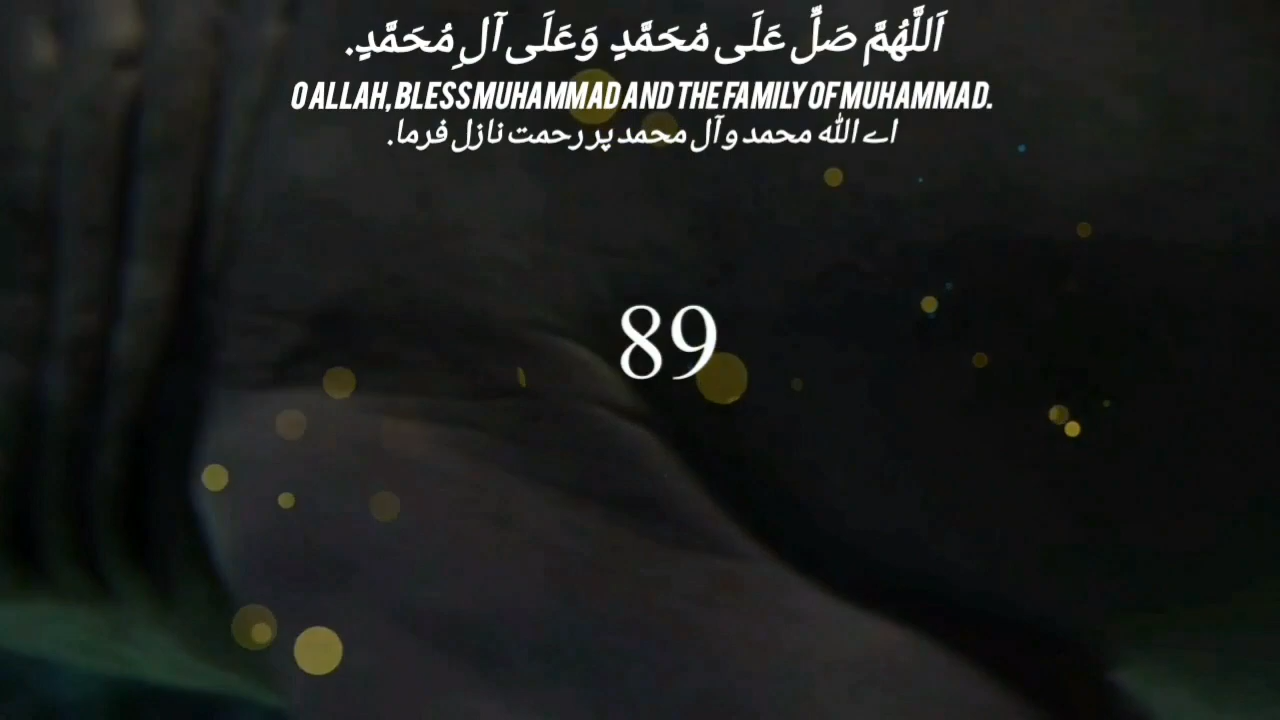 اَللَّهُمَّ صَلِّ عَلَى مُحَمَّدٍ وَعَلَى آلِ مُحَمَّدٍ.
O ALLAH, BLESS MUHAMMAD AND THE FAMILY OF MUHAMMAD.
اے اللہ محمد و آل محمد پر رحمت نازل فرما.
89